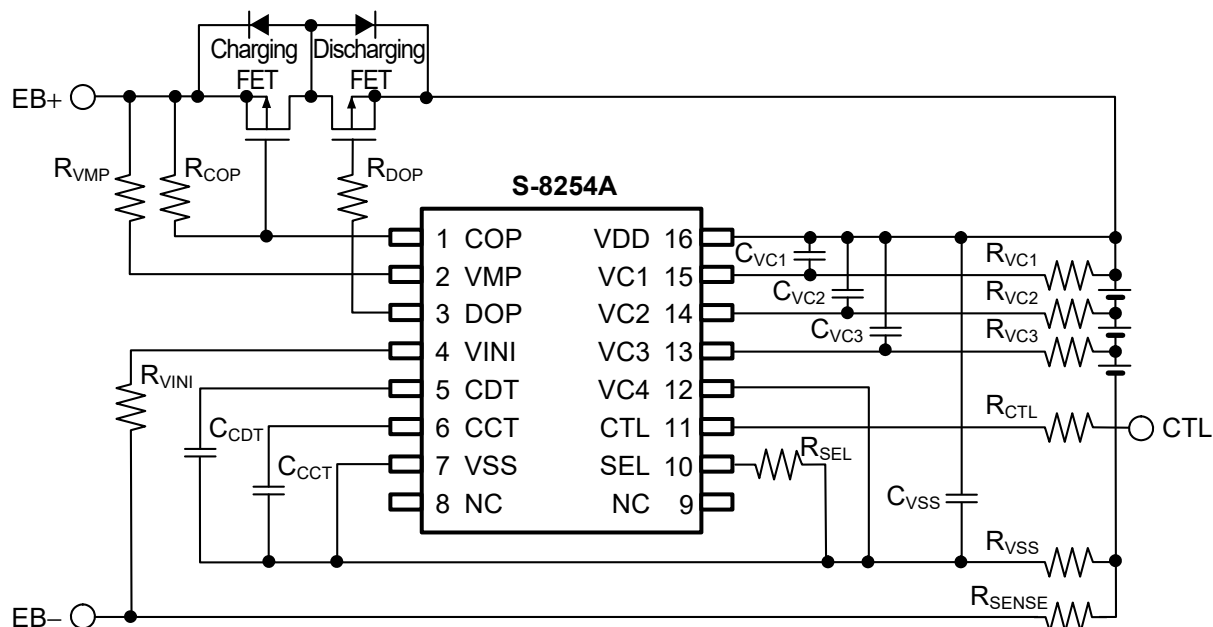 Charging Discharging
FET FET
EB+
RVMP
RCOP
RDOP
S-8254A
1 COP VDD 16
2 VMP VC1 15
3 DOP VC2 14
4 VINI VC3 13
5 CDT VC4 12
6 CCT CTL 11
7 VSS SEL 10
8 NC NC 9
CVC1
CVC2
CVC3
RVC1
RVC2
RVC3
RVINI
CCDT
CCCT
RCTL
CTL
RSEL
CVSS
RVSS
RSENSE
EB−